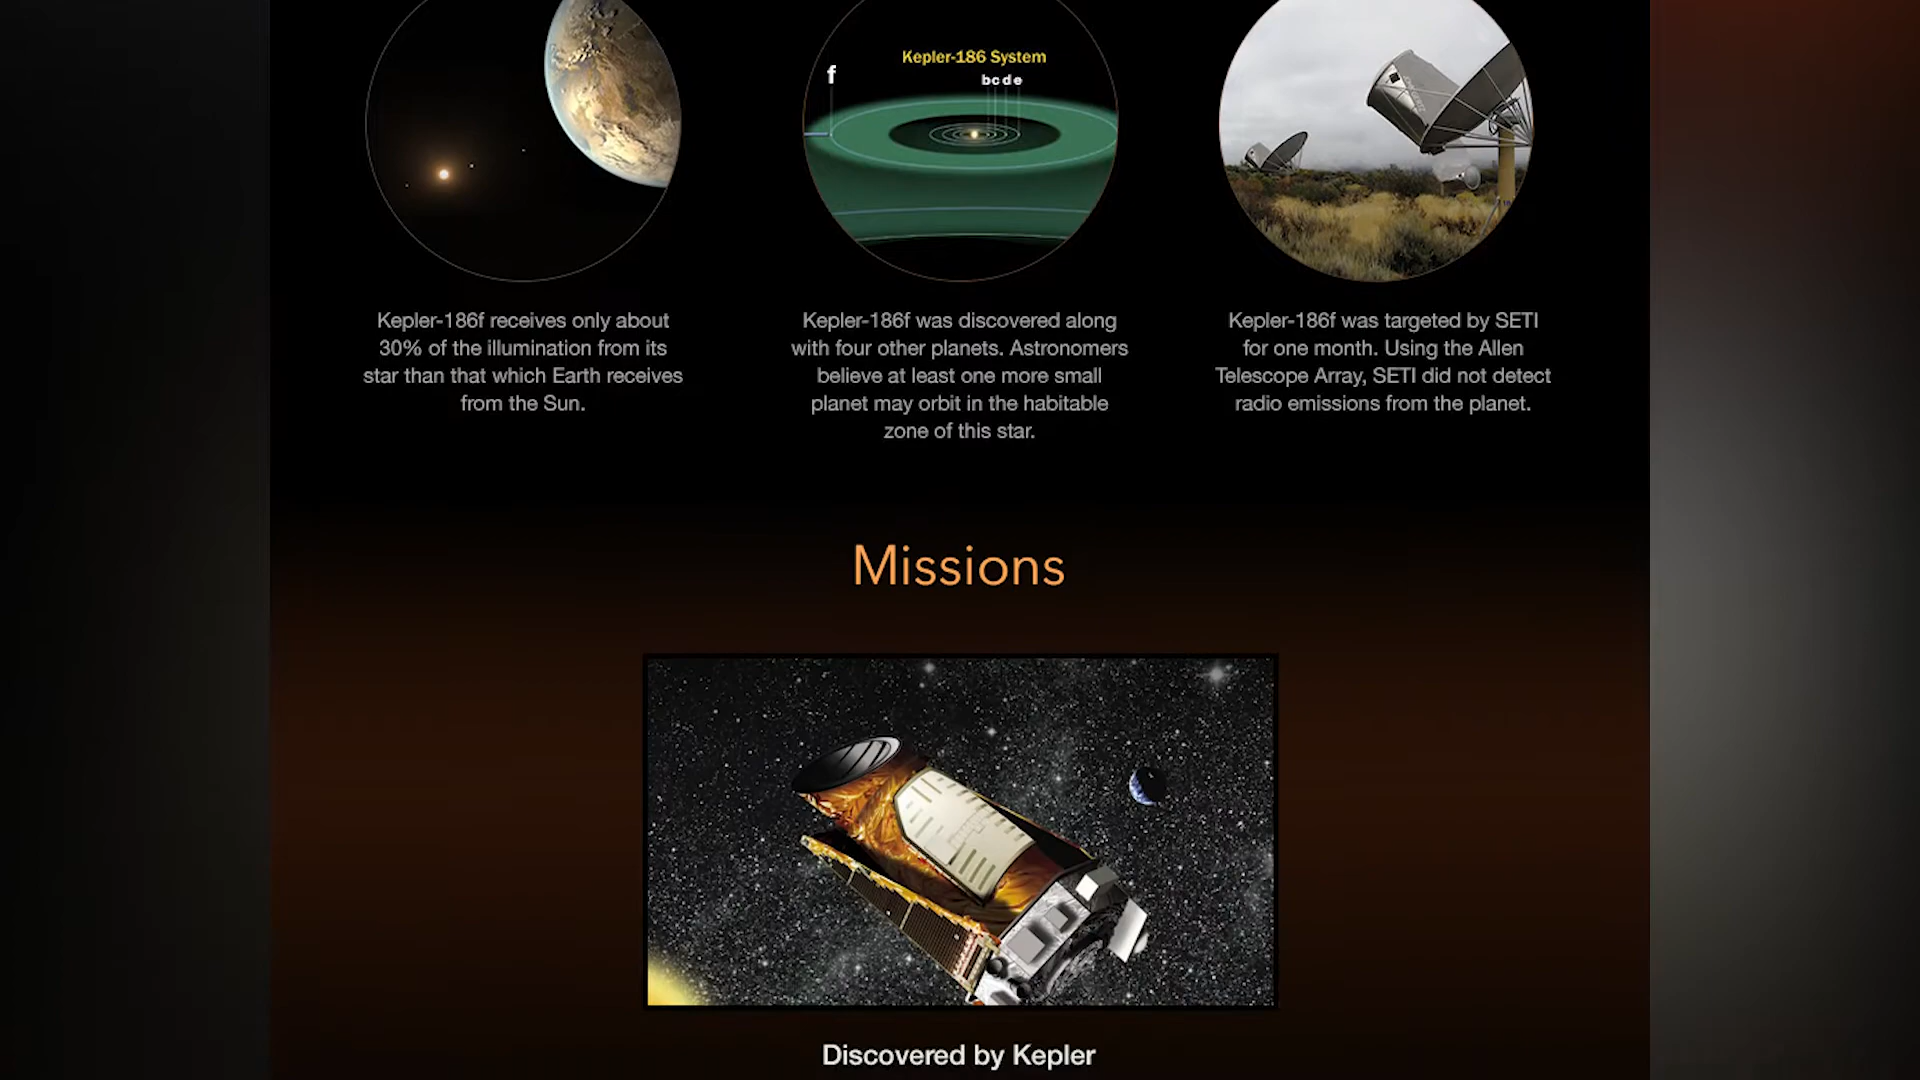 Kepler-186 System
f
b c d e
Kepler-186f receives only about
30% of the illumination from its
star than that which Earth receives
from the Sun.
Kepler-186f was discovered along
with four other planets. Astronomers
believe at least one more small
planet may orbit in the habitable
zone of this star.
Kepler-186f was targeted by SETI
for one month. Using the Allen
Telescope Array, SETI did not detect
radio emissions from the planet.
Missions
Discovered by Kepler